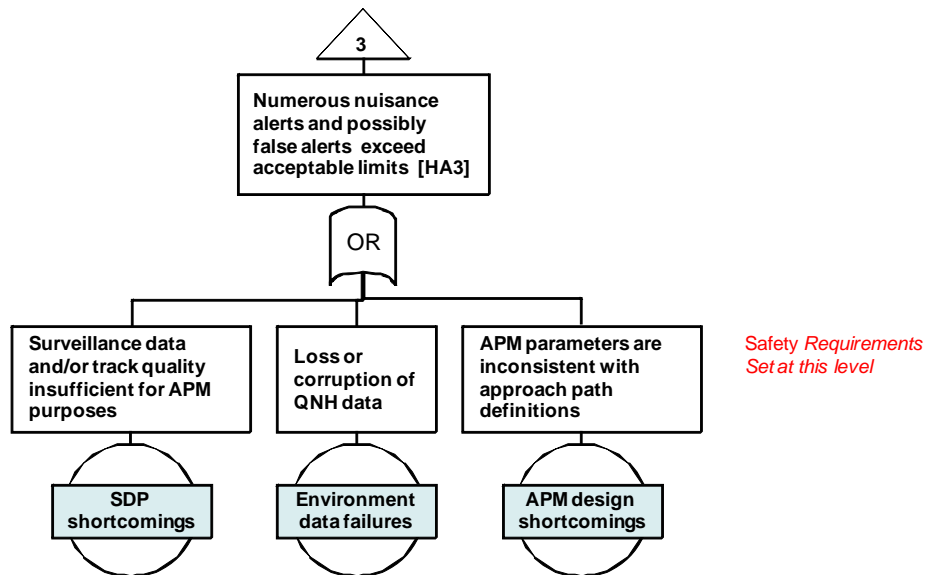 3
Numerous nuisance
alerts and possibly
false alerts exceed
acceptable limits [HA3]
OR
Surveillance data
and/or track quality
insufficient for APM
purposes
Loss or
corruption of
QNH data
APM parameters are
inconsistent with
approach path
definitions
Safety Requirements
Set at this level
SDP
shortcomings
Environment
data failures
APM design
shortcomings